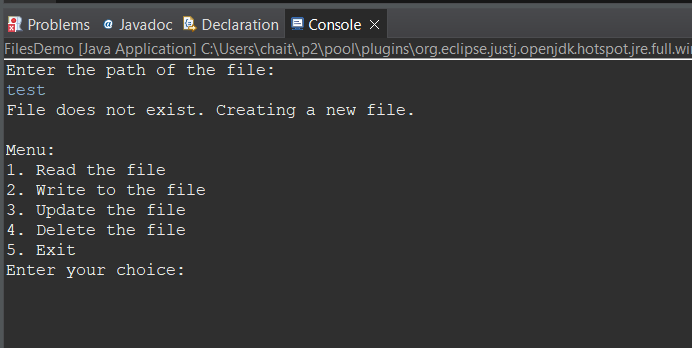 Problems Javadoc Declaration Console
FilesDemo [Java Application] C:\Users\chait\.p2\pool\plugins\org.eclipse.justj.openjdk.hotspot.jre.full.win
Enter the path of the file:
test
File does not exist. Creating a new file.
Menu:
1. Read the file
2. Write to the file
3. Update the file
4. Delete the file
5. Exit
Enter your choice: